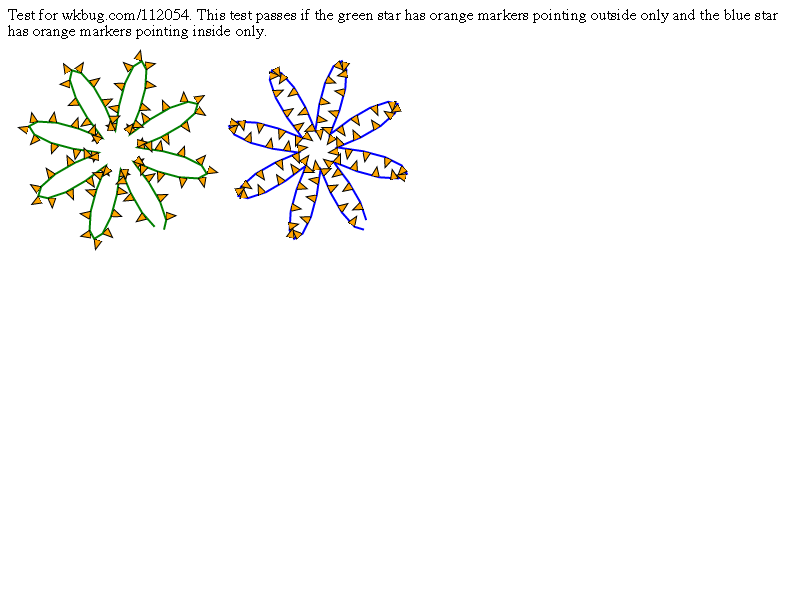 Test for wkbug.com/112054. This test passes if the green star has orange markers pointing outside only and the blue star
has orange markers pointing inside only.